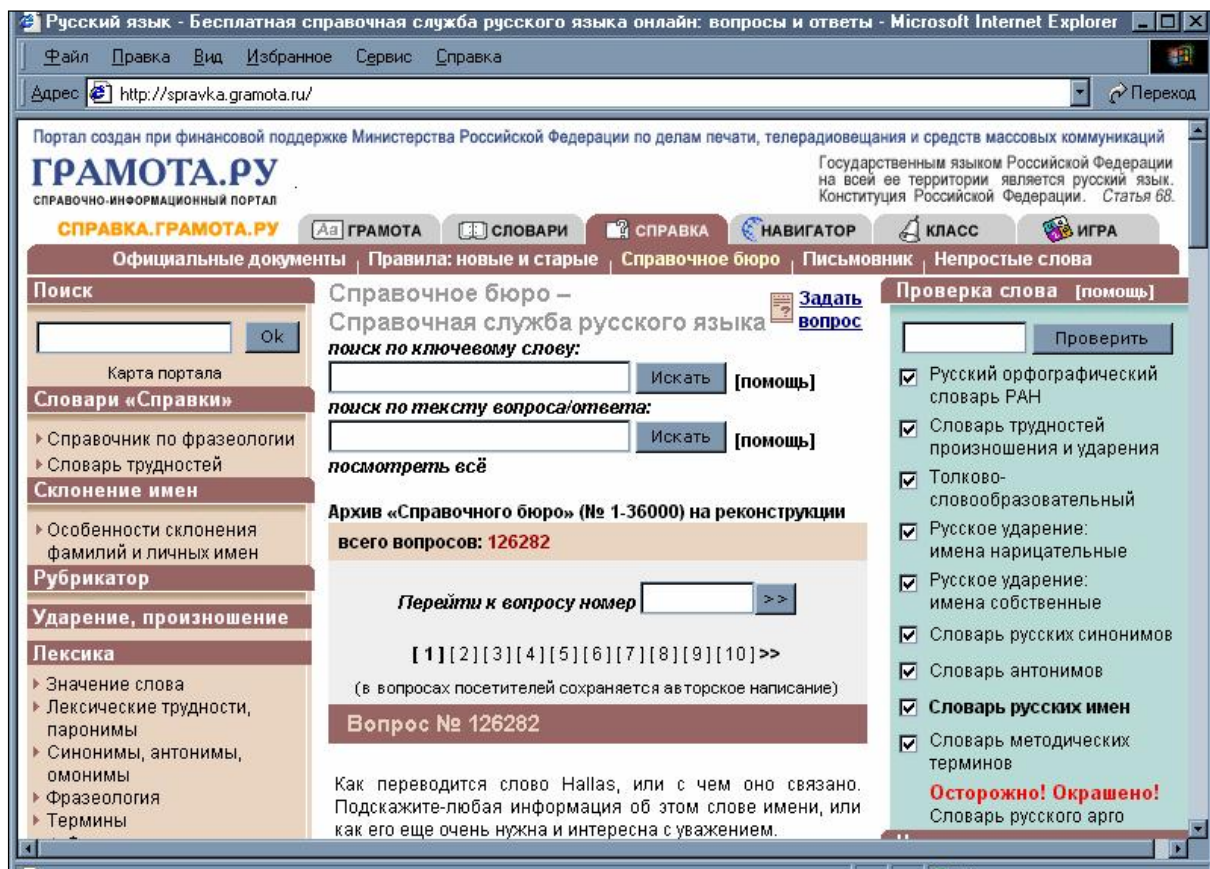 Русский язык - Бесплатная справочная служба русского языка онлайн: вопросы и ответы - Microsoft Internet Explorer
Файл Правка Вид Избранное Сервис Справка
Адрес http://spravka.gramota.ru/ Переход
Портал создан при финансовой поддержке Министерства Российской Федерации по делам печати, телерадиовещания и средств массовых коммуникаций
ГРАМОТА.РУ
СПРАВОЧНО-ИНФОРМАЦИОННЫЙ ПОРТАЛ
Государственным языком Российской Федерации
на всей ее территории является русский язык.
Конституция Российской Федерации. Статья 68.
СПРАВКА.ГРАМОТА.РУ Аа ГРАМОТА СЛОВАРИ СПРАВКА НАВИГАТОР КЛАСС ИГРА
Официальные документы Правила: новые и старые Справочное бюро Письмовник Непростые слова
Поиск
Ok
Карта портала
Словари «Справки»
Справочник по фразеологии
Словарь трудностей
Склонение имен
Особенности склонения
фамилий и личных имен
Рубрикатор
Ударение, произношение
Лексика
Значение слова
Лексические трудности,
паронимы
Синонимы, антонимы,
омонимы
Фразеология
Термины
Справочное бюро –
Справочная служба русского языка
Задать
вопрос
поиск по ключевому слову:
Искать [помощь]
поиск по тексту вопроса/ответа:
Искать [помощь]
посмотреть всё
Архив «Справочного бюро» (№ 1-36000) на реконструкции
всего вопросов: 126282
Перейти к вопросу номер >>
[ 1 ] [ 2 ] [ 3 ] [ 4 ] [ 5 ] [ 6 ] [ 7 ] [ 8 ] [ 9 ] [ 10 ] >>
(в вопросах посетителей сохраняется авторское написание)
Вопрос № 126282
Как переводится слово Hallas, или с чем оно связано.
Подскажите-любая информация об этом слове имени, или
как его еще очень нужна и интересна с уважением.
Проверка слова [помощь]
Проверить
Русский орфографический
словарь РАН
Словарь трудностей
произношения и ударения
Толково-
словообразовательный
Русское ударение:
имена нарицательные
Русское ударение:
имена собственные
Словарь русских синонимов
Словарь антонимов
Словарь русских имен
Словарь методических
терминов
Осторожно! Окрашено!
Словарь русского арго